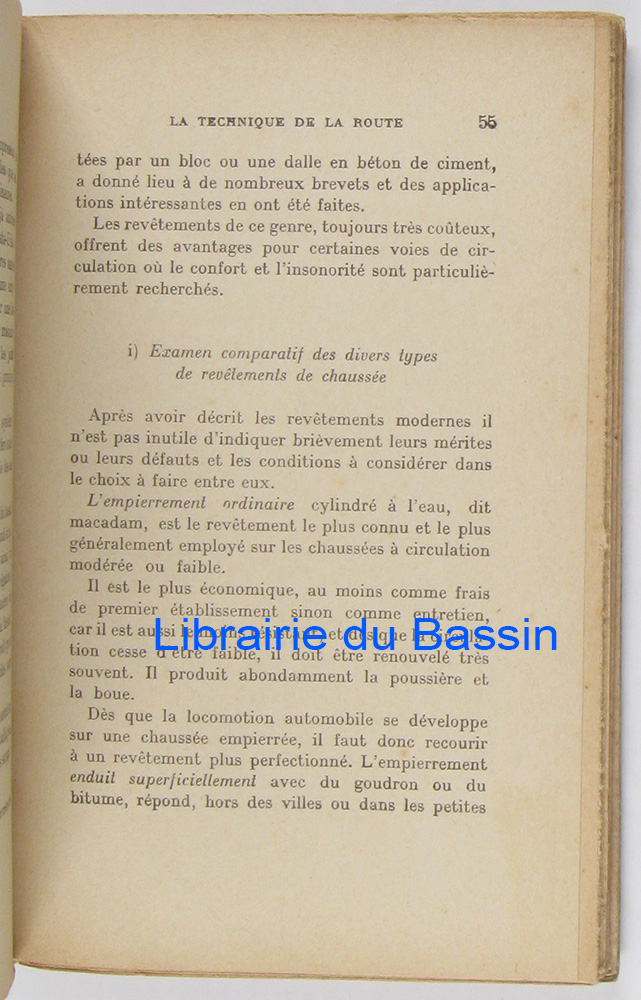 LA TECHNIQUE DE LA ROUTE 55
tées par un bloc ou une dalle en béton de ciment,
a donné lieu à de nombreux brevets et des applica-
tions intéressantes en ont été faites.
Les revêtements de ce genre, toujours très coûteux,
offrent des avantages pour certaines voies de cir-
culation où le confort et l'insonorité sont particuliè-
rement recherchés.
i) Examen comparatif des divers types
de revêtements de chaussée
Après avoir décrit les revêtements modernes il
n'est pas inutile d'indiquer brièvement leurs mérites
ou leurs défauts et les conditions à considérer dans
le choix à faire entre eux.
L'empierrement ordinaire cylindré à l'eau, dit
macadam, est le revêtement le plus connu et le plus
généralement employé sur les chaussées à circulation
modérée ou faible.
Il est le plus économique, au moins comme frais
de premier établissement sinon comme entretien,
car il est aussi le moins résistant et dès que la circula-
Librairie du Bassin
tion cesse d'être faible, il doit être renouvelé très
souvent. Il produit abondamment la poussière et
la boue.
Dès que la locomotion automobile se développe
sur une chaussée empierrée, il faut donc recourir
à un revêtement plus perfectionné. L'empierrement
enduit superficiellement avec du goudron ou du
bitume, répond, hors des villes ou dans les petites